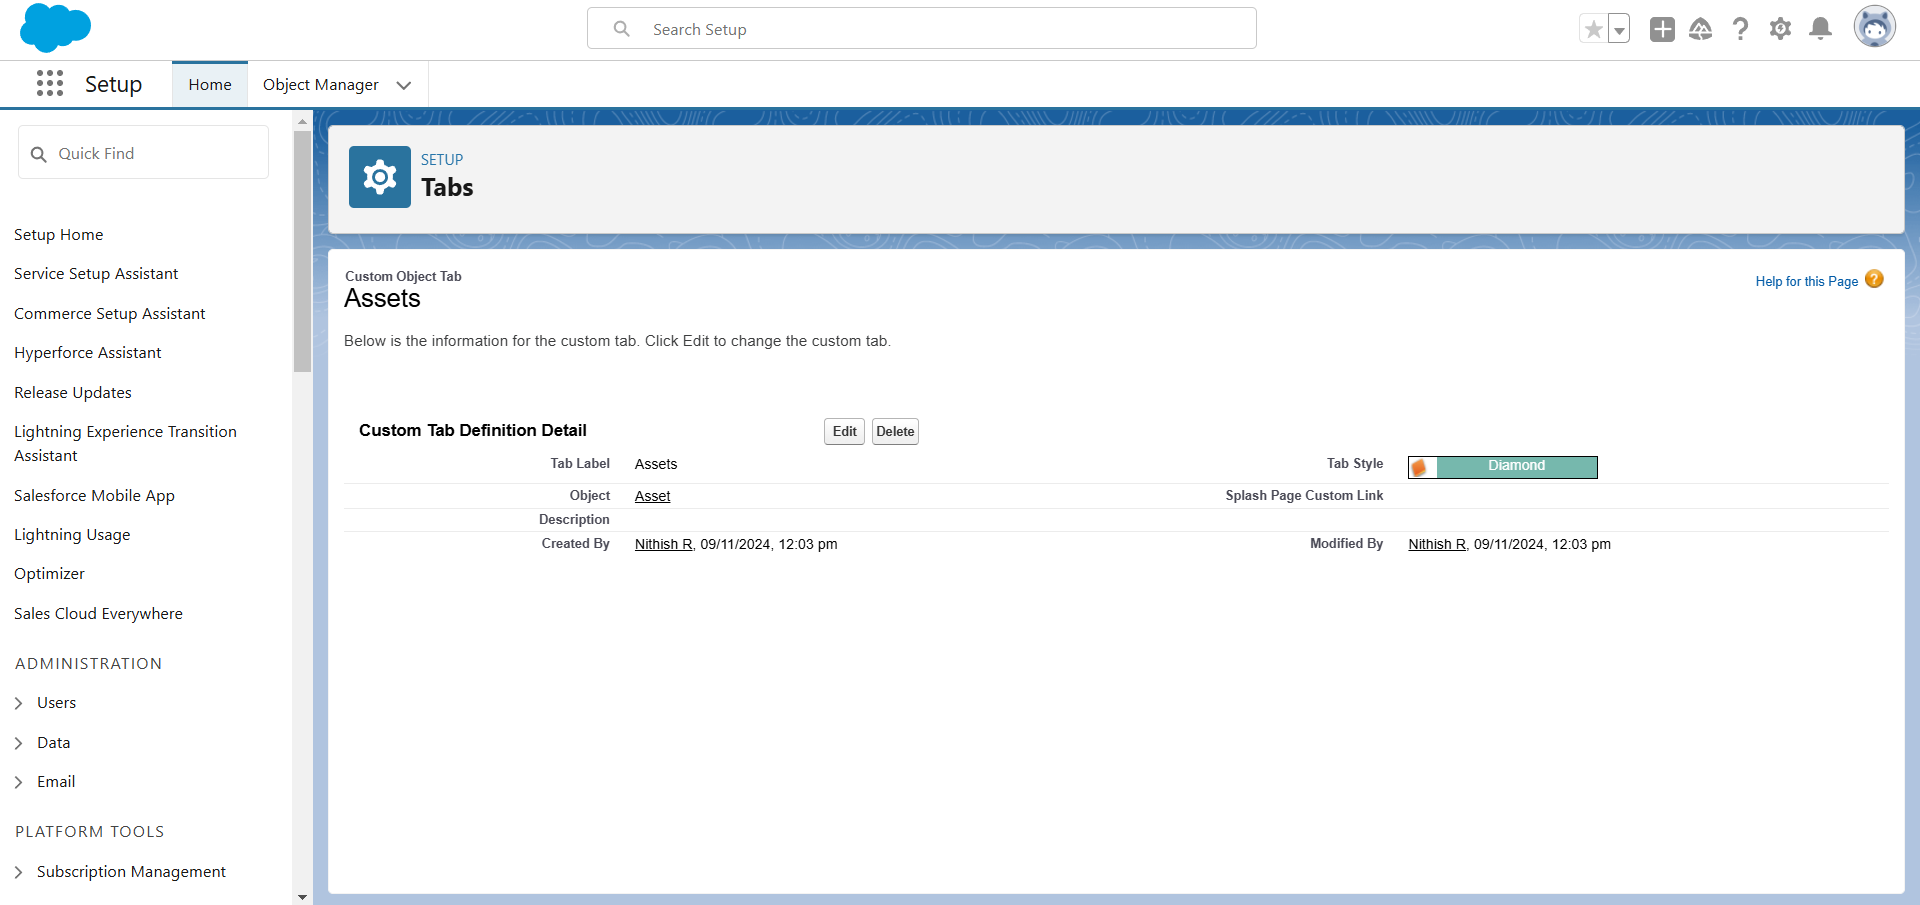 Search Setup
Setup
Home
Object Manager
Quick Find
Setup Home
Service Setup Assistant
Commerce Setup Assistant
Hyperforce Assistant
Release Updates
Lightning Experience Transition
Assistant
Salesforce Mobile App
Lightning Usage
Optimizer
Sales Cloud Everywhere
ADMINISTRATION
Users
Data
Email
PLATFORM TOOLS
Subscription Management
SETUP
Tabs
Custom Object Tab
Assets
Help for this Page ?
Below is the information for the custom tab. Click Edit to change the custom tab.
Custom Tab Definition Detail Edit Delete
Tab Label Assets Tab Style Diamond
Object Asset Splash Page Custom Link
Description
Created By Nithish R, 09/11/2024, 12:03 pm Modified By Nithish R, 09/11/2024, 12:03 pm